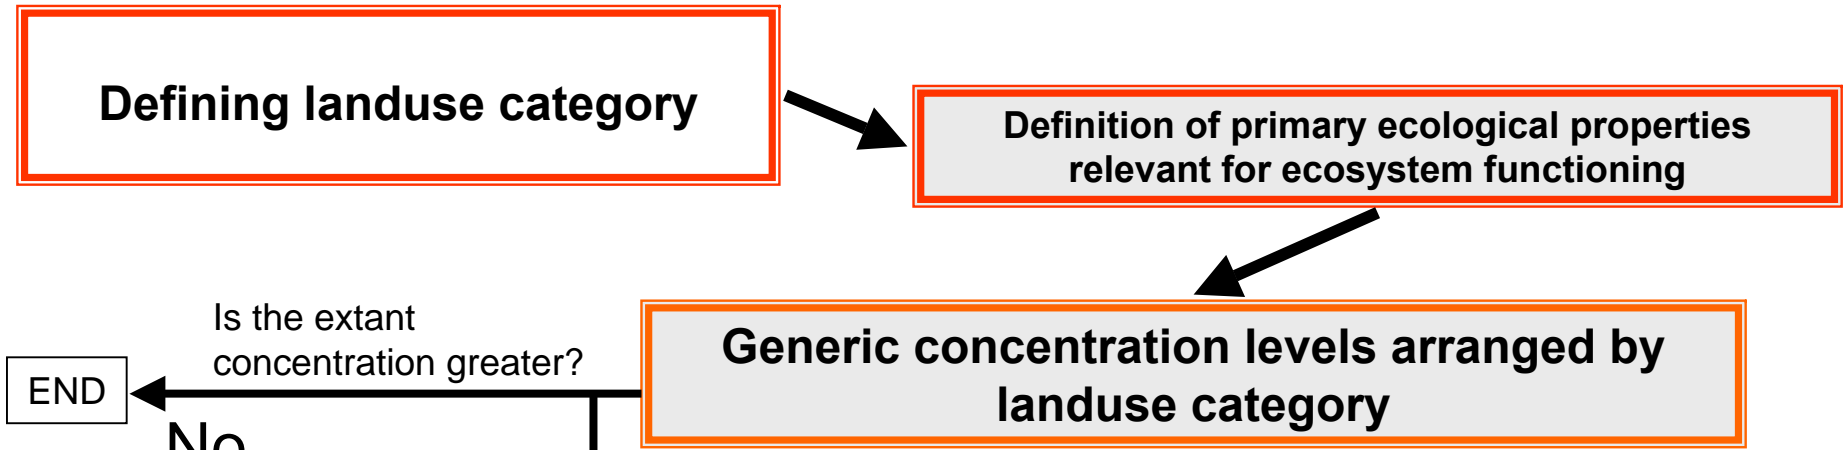 Defining landuse category
Definition of primary ecological properties
relevant for ecosystem functioning
Is the extant
concentration greater?
Generic concentration levels arranged by
landuse category
END
No